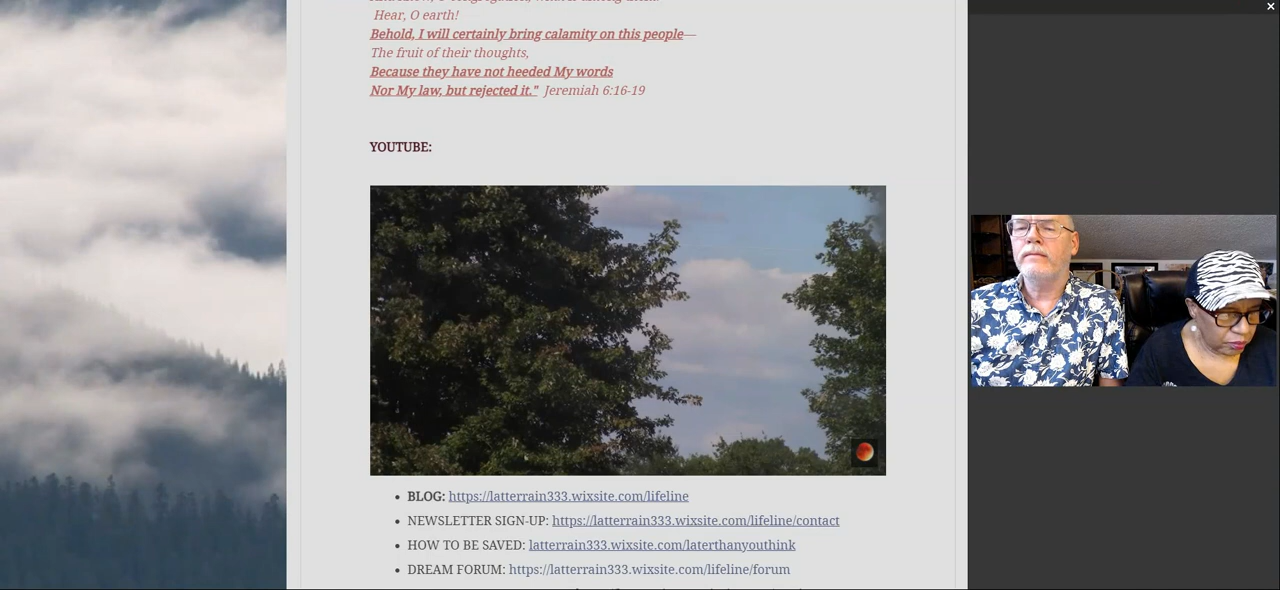 Hear, O earth!
Behold, I will certainly bring calamity on this people—
The fruit of their thoughts,
Because they have not heeded My words
Nor My law, but rejected it." Jeremiah 6:16-19
YOUTUBE:
• BLOG: https://latterrain333.wixsite.com/lifeline
• NEWSLETTER SIGN-UP: https://latterrain333.wixsite.com/lifeline/contact
• HOW TO BE SAVED: latterrain333.wixsite.com/laterthanyouthink
• DREAM FORUM: https://latterrain333.wixsite.com/lifeline/forum